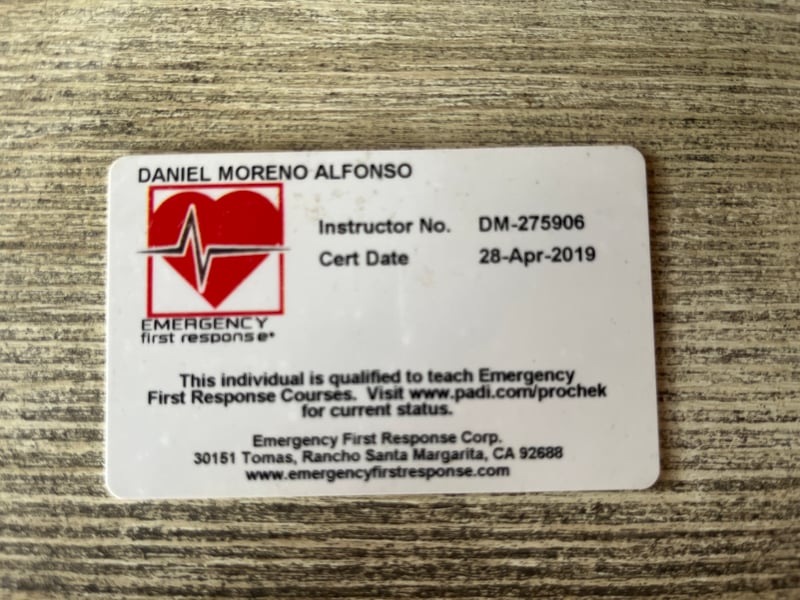 DANIEL MORENO ALFONSO
Instructor No. DM-275906
Cert Date 28-Apr-2019
EMERGENCY
first response®
This individual is qualified to teach Emergency
First Response Courses. Visit www.padi.com/prochek
for current status.
Emergency First Response Corp.
30151 Tomas, Rancho Santa Margarita, CA 92688
www.emergencyfirstresponse.com